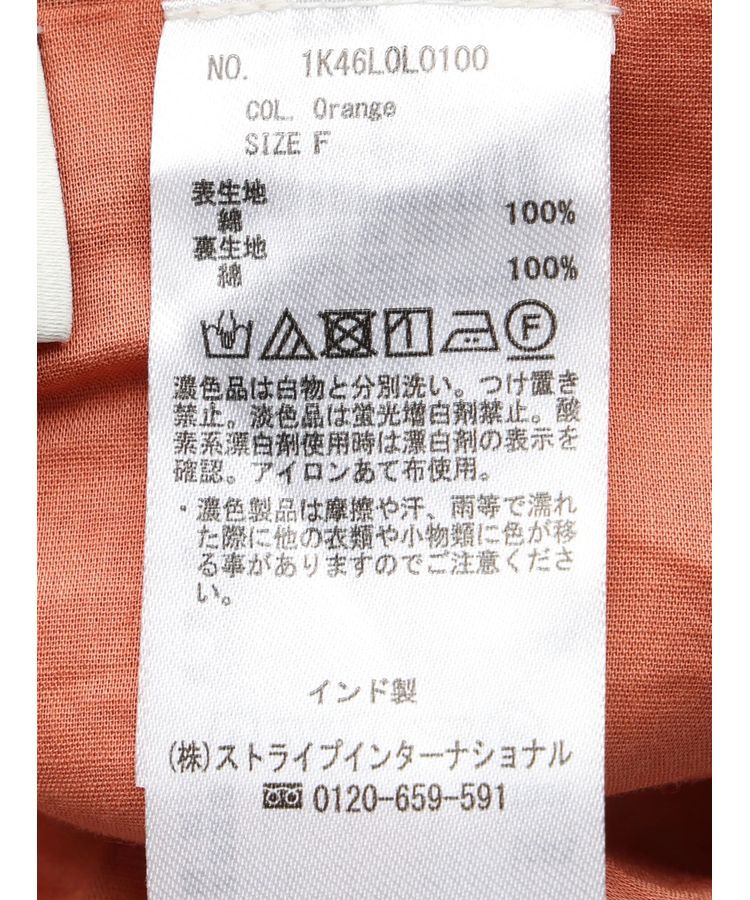 NO. 1K46L0L0100
COL. Orange
SIZE F
表生地
綿 100%
裏生地
綿 100%
F
濃色品は白物と分別洗い。つけ置き
禁止。淡色品は蛍光増白剤禁止。酸
素系漂白剤使用時は漂白剤の表示を
確認。アイロンあて布使用。
・濃色製品は摩擦や汗、雨等で濡れ
た際に他の衣類や小物類に色が移
る事がありますのでご注意くださ
い。
インド製
(株)ストライプインターナショナル
0120-659-591